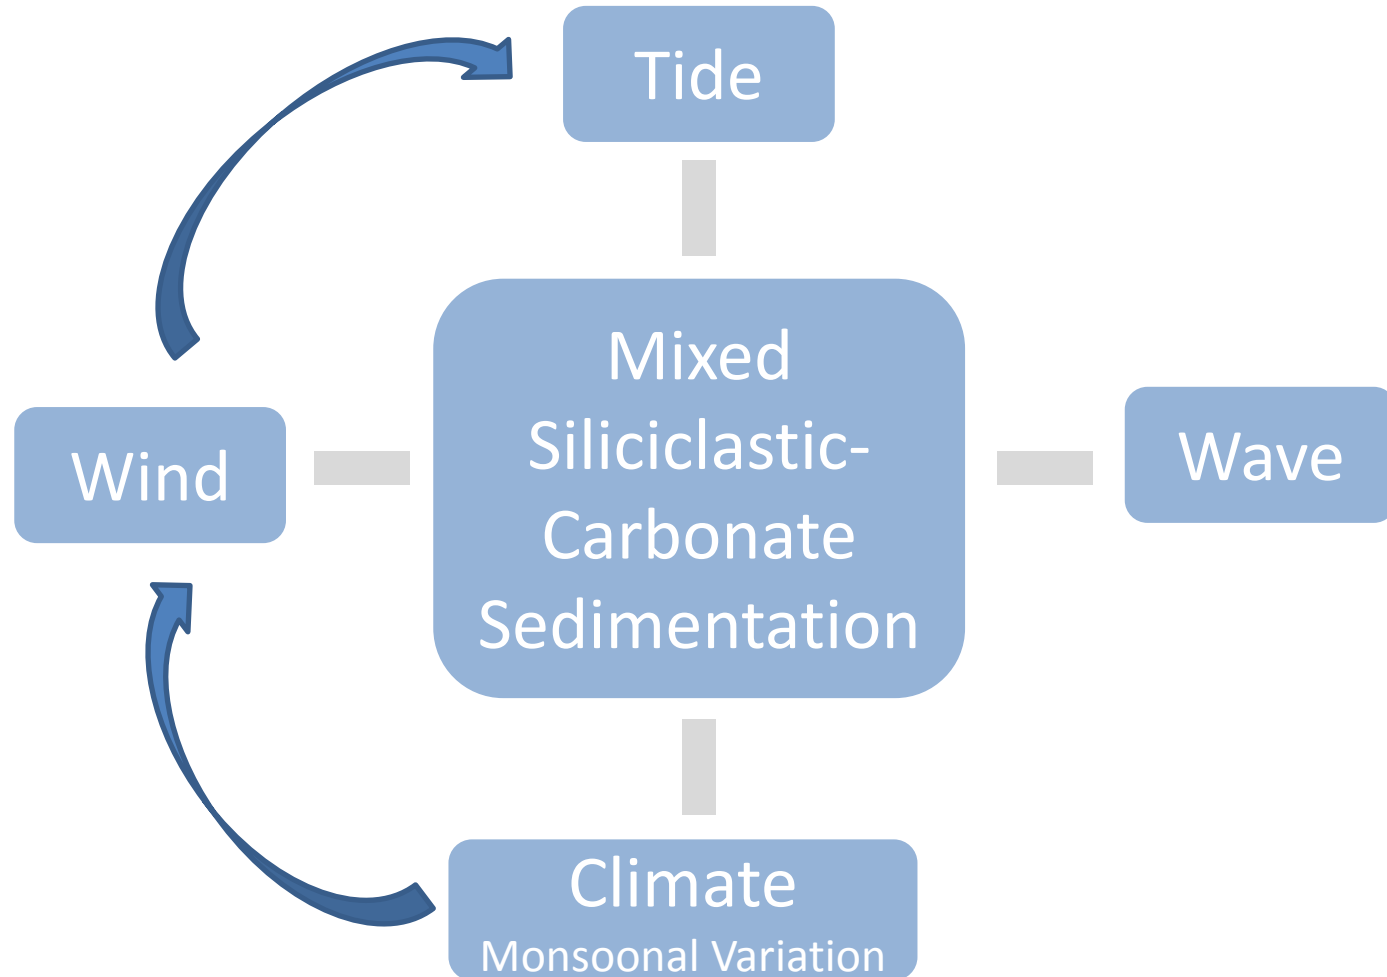 Tide
Mixed
Siliciclastic-
Carbonate
Sedimentation
Wind
Wave
Climate
Monsoonal Variation